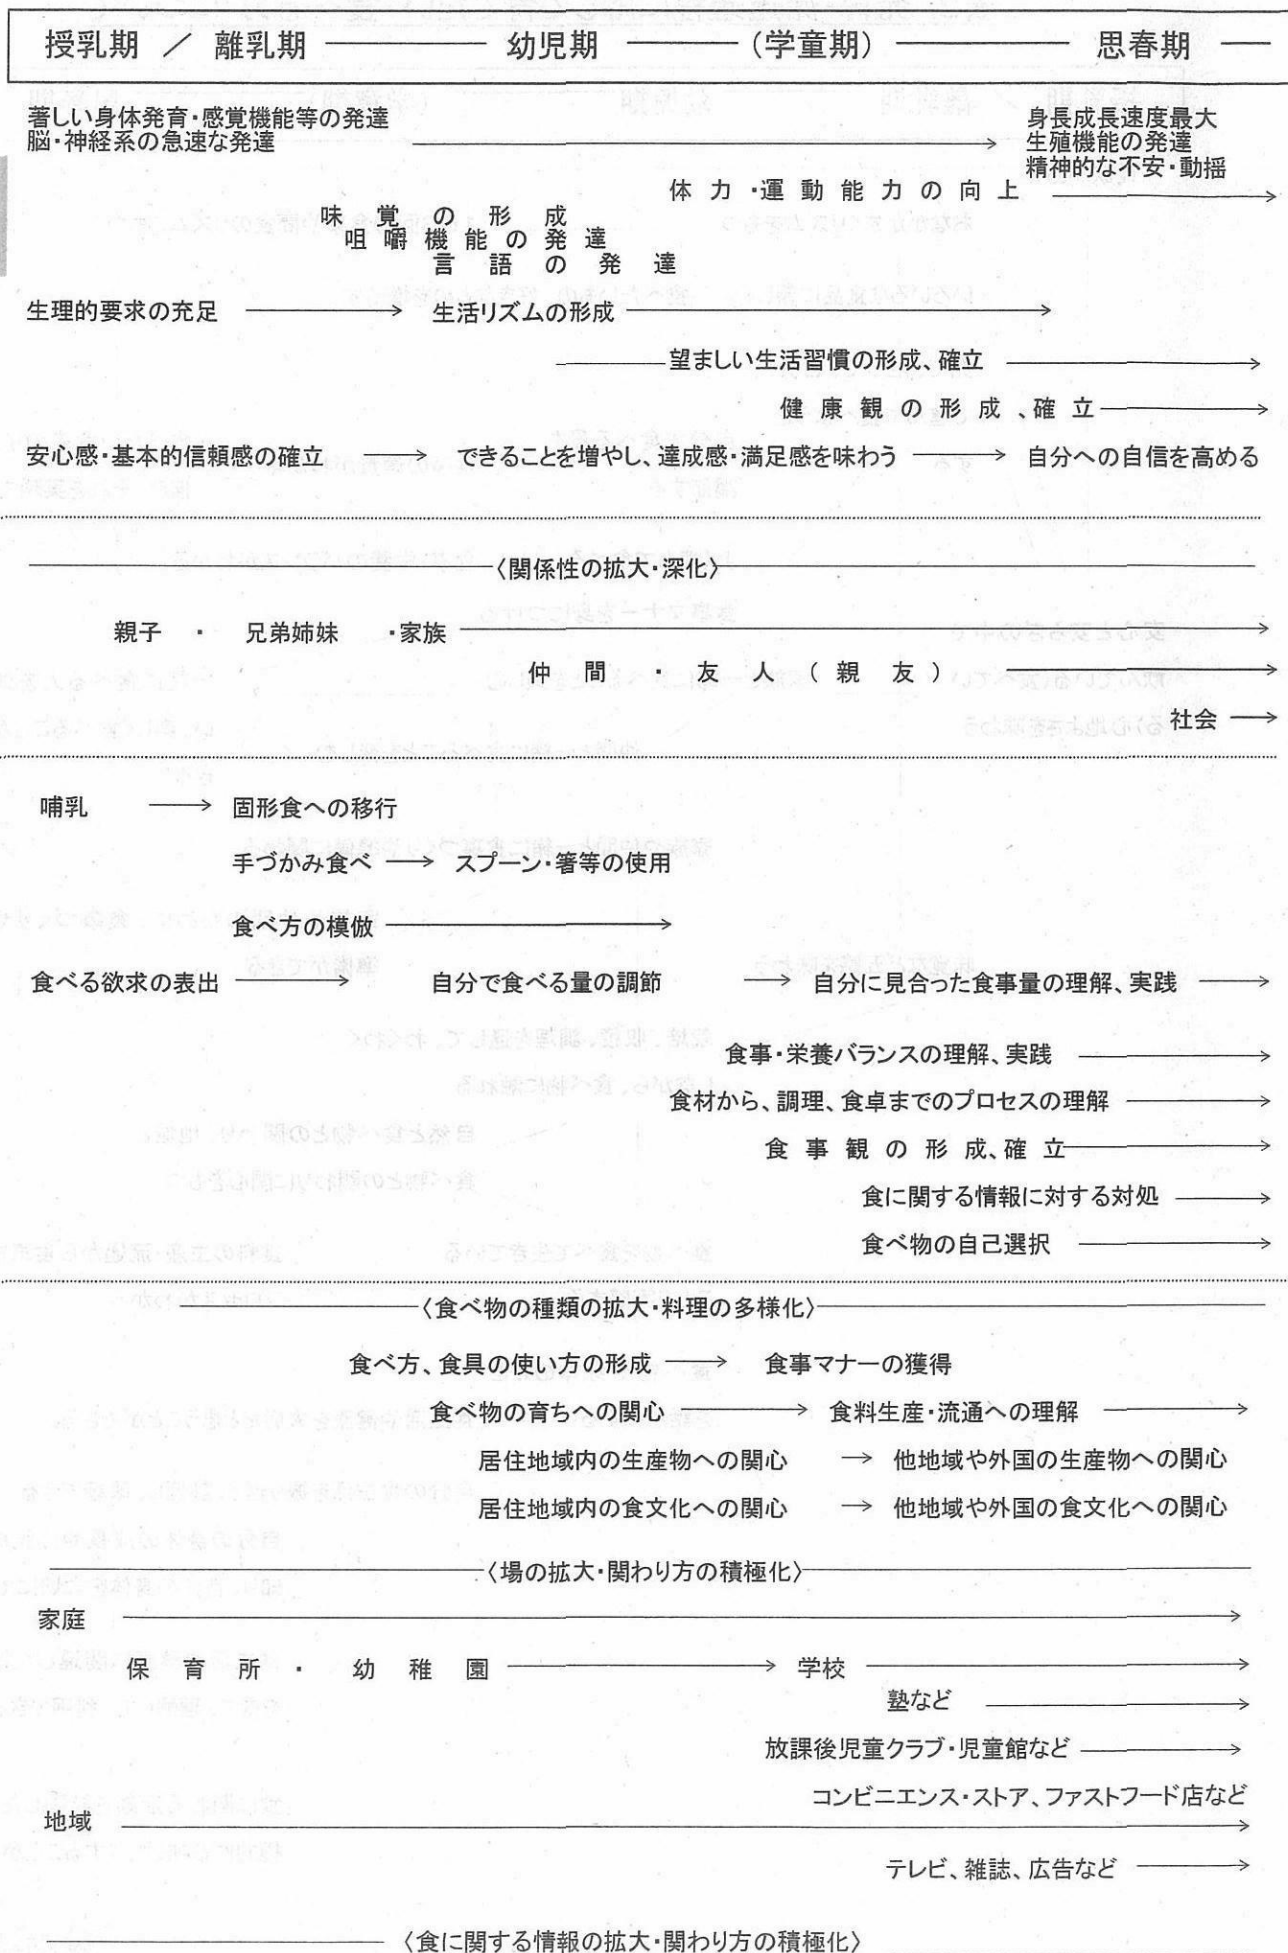 授乳期 / 離乳期 ――― 幼児期 ――― (学童期) ――― 思春期 ―
著しい身体発育・感覚機能等の発達
脳・神経系の急速な発達 → 身長成長速度最大
生殖機能の発達
精神的な不安・動揺
体力・運動能力の向上 →
味覚の形成
咀嚼機能の発達
言語の発達
生理的要求の充足 → 生活リズムの形成 →
望ましい生活習慣の形成、確立 →
健康観の形成、確立 →
安心感・基本的信頼感の確立 → できることを増やし、達成感・満足感を味わう → 自分への自信を高める
〈関係性の拡大・深化〉
親子 ・ 兄弟姉妹 ・家族 →
仲間・友人(親友) →
社会 →
哺乳 → 固形食への移行
手づかみ食べ → スプーン・箸等の使用
食べ方の模倣 →
食べる欲求の表出 → 自分で食べる量の調節 → 自分に見合った食事量の理解、実践 →
食事・栄養バランスの理解、実践 →
食材から、調理、食卓までのプロセスの理解 →
食事観の形成、確立 →
食に関する情報に対する対処 →
食べ物の自己選択 →
〈食べ物の種類の拡大・料理の多様化〉
食べ方、食具の使い方の形成 → 食事マナーの獲得
食べ物の育ちへの関心 → 食料生産・流通への理解 →
居住地域内の生産物への関心 → 他地域や外国の生産物への関心
居住地域内の食文化への関心 → 他地域や外国の食文化への関心
〈場の拡大・関わり方の積極化〉
家庭 →
保育所・幼稚園 → 学校 →
塾など →
放課後児童クラブ・児童館など →
コンビニエンス・ストア、ファストフード店など
地域 →
テレビ、雑誌、広告など →
〈食に関する情報の拡大・関わり方の積極化〉